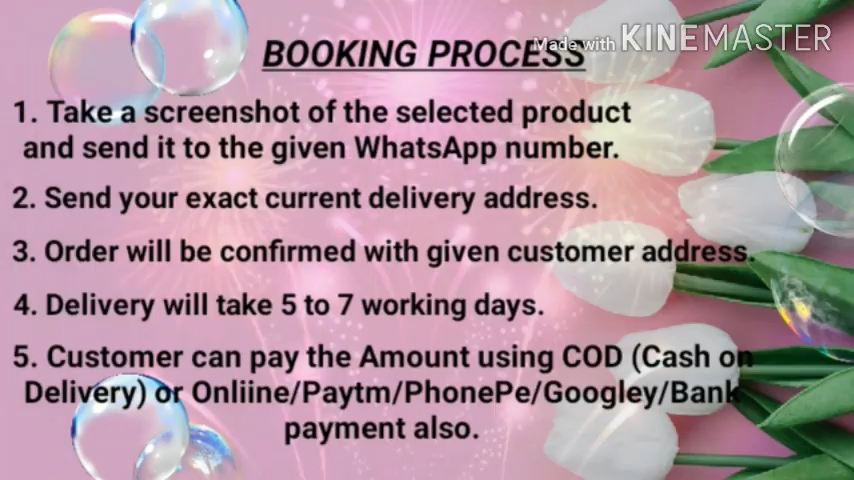 BOOKING PROCESS
Made with KINEMASTER
1. Take a screenshot of the selected product
and send it to the given WhatsApp number.
2. Send your exact current delivery address.
3. Order will be confirmed with given customer address.
4. Delivery will take 5 to 7 working days.
5. Customer can pay the Amount using COD (Cash on
Delivery) or Onliine/Paytm/PhonePe/Googley/Bank
payment also.